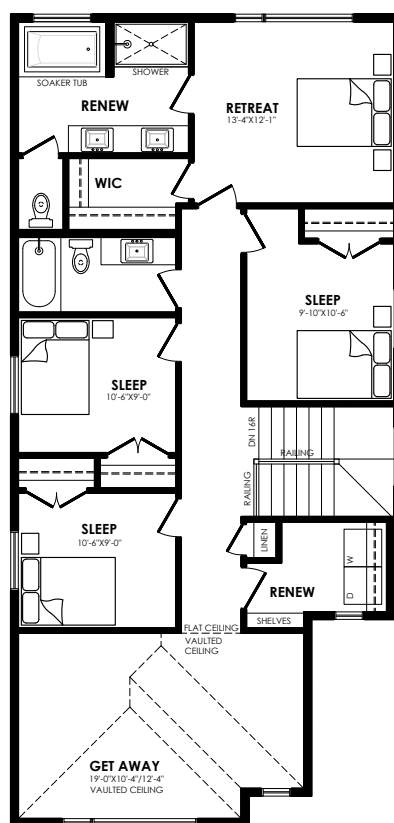 SOAKER TUB
SHOWER
RENEW
RETREAT
13'-4"X12'-1"
WIC
SLEEP
9'-10"X10'-6"
SLEEP
10'-6"X9'-0"
DN 16R
RAILING
RAILING
SLEEP
10'-6"X9'-0"
LINEN
W
D
RENEW
SHELVES
FLAT CEILING
VAULTED
CEILING
GET AWAY
19'-0"X10'-4"/12'-4"
VAULTED CEILING